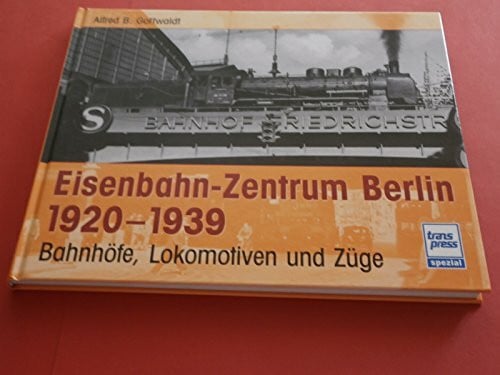 Alfred B. Gottwaldt
S BAHNHOF FRIEDRICHSTR
Eisenbahn-Zentrum Berlin
1920–1939
Bahnhöfe, Lokomotiven und Züge
trans
press
spezial